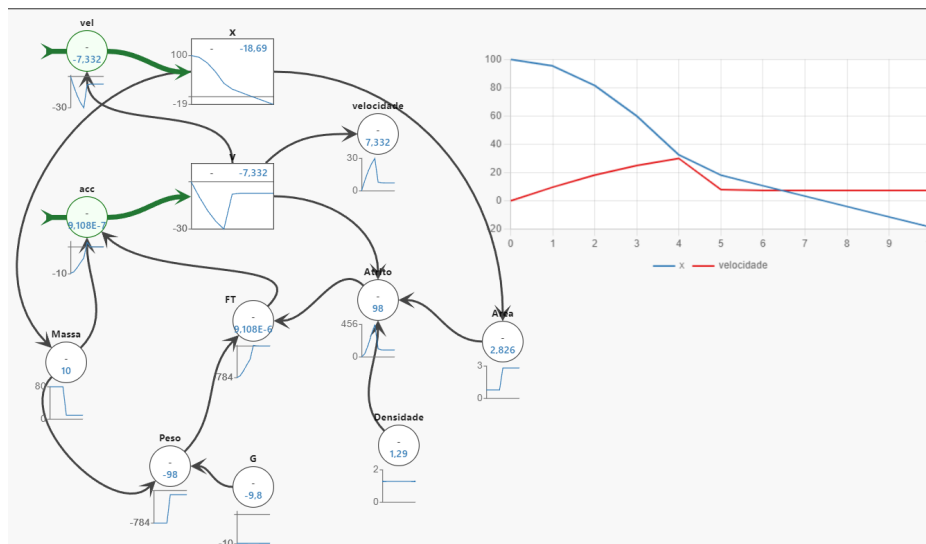 vel
-
-7,332
-30
X
- -18,69
100
-19
velocidade
-
7,332
30
0
V
- -7,332
-30
acc
-
9,108E-7
-10
Atrito
-
98
456
0
FT
-
9,108E-6
-784
Area
-
2,826
3
0
Massa
-
10
80
0
Densidade
-
1,29
2
0
Peso
-
-98
-784
G
-
-9,8
-10
100
80
60
40
20
0
20
0 1 2 3 4 5 6 7 8 9
x velocidade